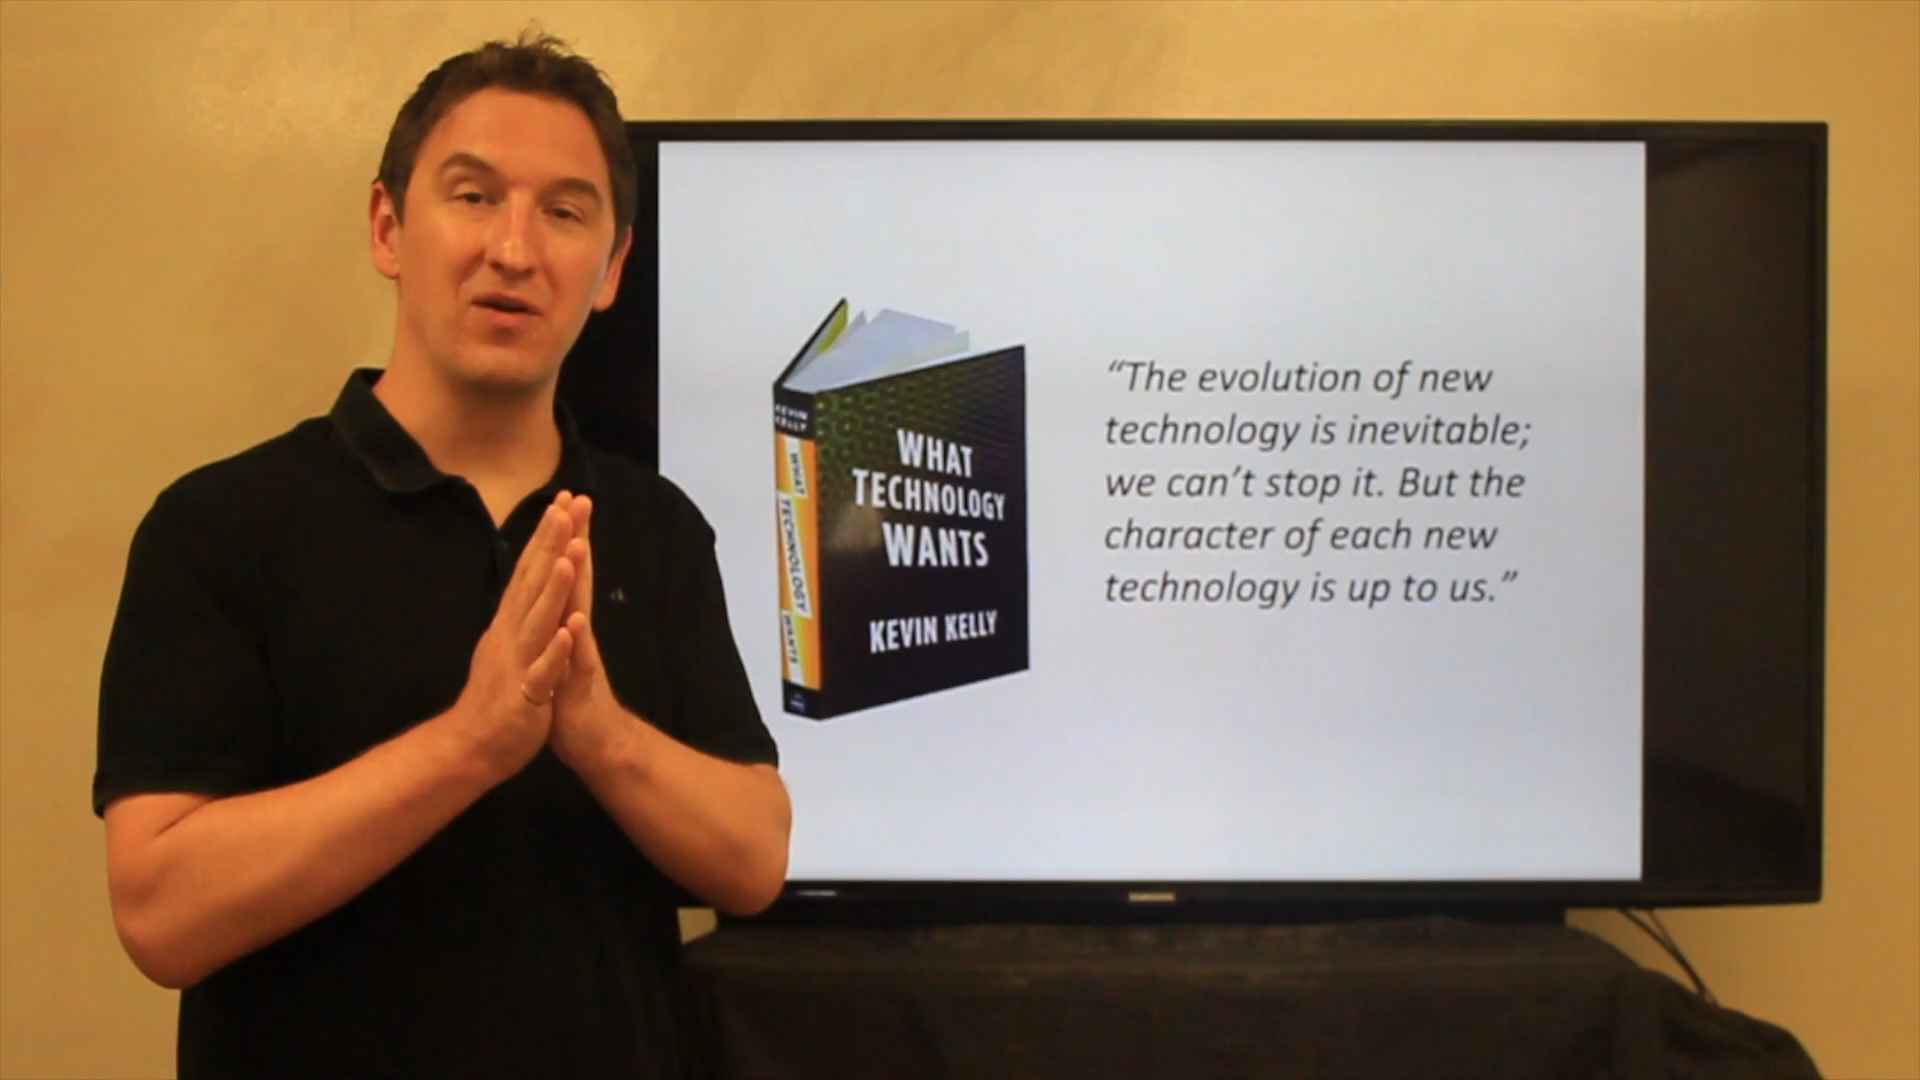 KEVIN
KELLY
WHAT
TECHNOLOGY
WANTS
WHAT
TECHNOLOGY
WANTS
KEVIN KELLY
“The evolution of new
technology is inevitable;
we can’t stop it. But the
character of each new
technology is up to us.”